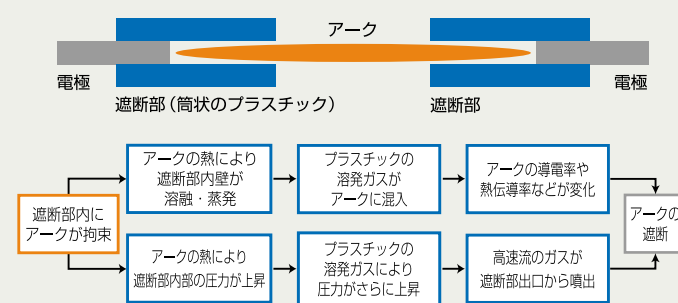 アーク
電極
電極
遮断部（筒状のプラスチック）
遮断部
遮断部内に
アークが拘束
アークの熱により
遮断部内壁が
溶融・蒸発
プラスチックの
溶発ガスが
アークに混入
アークの導電率や
熱伝導率などが変化
アークの熱により
遮断部内部の圧力が上昇
プラスチックの
溶発ガスにより
圧力がさらに上昇
高速流のガスが
遮断部出口から噴出
アークの
遮断